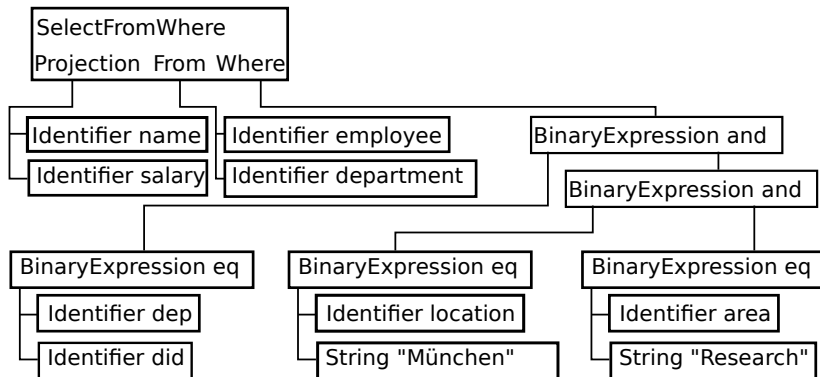 SelectFromWhere
Projection From Where
Identifier name
Identifier employee
BinaryExpression and
Identifier salary
Identifier department
BinaryExpression and
BinaryExpression eq
BinaryExpression eq
BinaryExpression eq
Identifier dep
Identifier location
Identifier area
Identifier did
String "München"
String "Research"